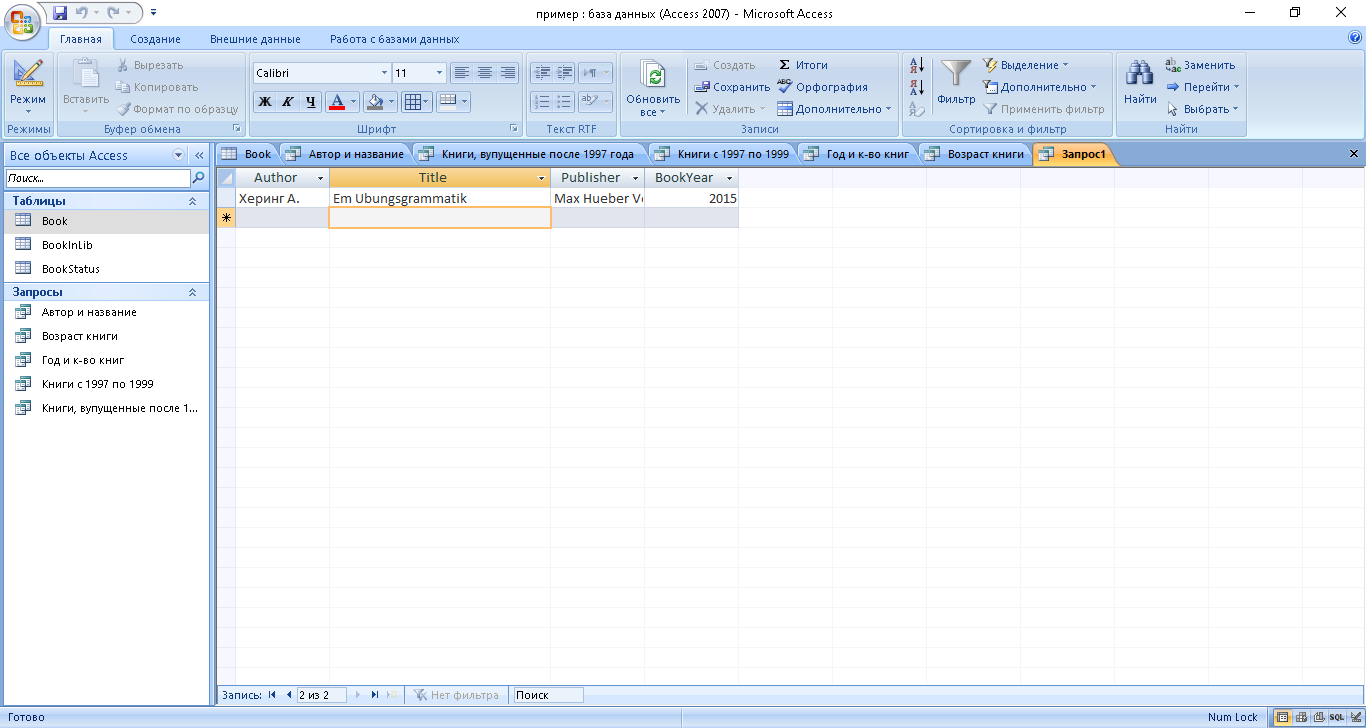 пример : база данных (Access 2007) - Microsoft Access
Главная Создание Внешние данные Работа с базами данных
Режим
Режимы
Вставить
Вырезать
Копировать
Формат по образцу
Буфер обмена
Calibri 11
Ж К Ч А
Шрифт
Текст RTF
Обновить все
Создать
Сохранить
Удалить
Σ Итоги
Орфография
Дополнительно
Записи
Фильтр
Выделение
Дополнительно
Применить фильтр
Сортировка и фильтр
Найти
Заменить
Перейти
Выбрать
Найти
Все объекты Access
Поиск...
Таблицы
Book
BookInLib
BookStatus
Запросы
Автор и название
Возраст книги
Год и к-во книг
Книги с 1997 по 1999
Книги, вупущенные после 1...
Book Автор и название Книги, вупущенные после 1997 года Книги с 1997 по 1999 Год и к-во книг Возраст книги Запрос1
Author Title Publisher BookYear
Херинг А. Em Ubungsgrammatik Max Hueber Ve 2015
Запись: 2 из 2 Нет фильтра Поиск
Готово Num Lock SQL